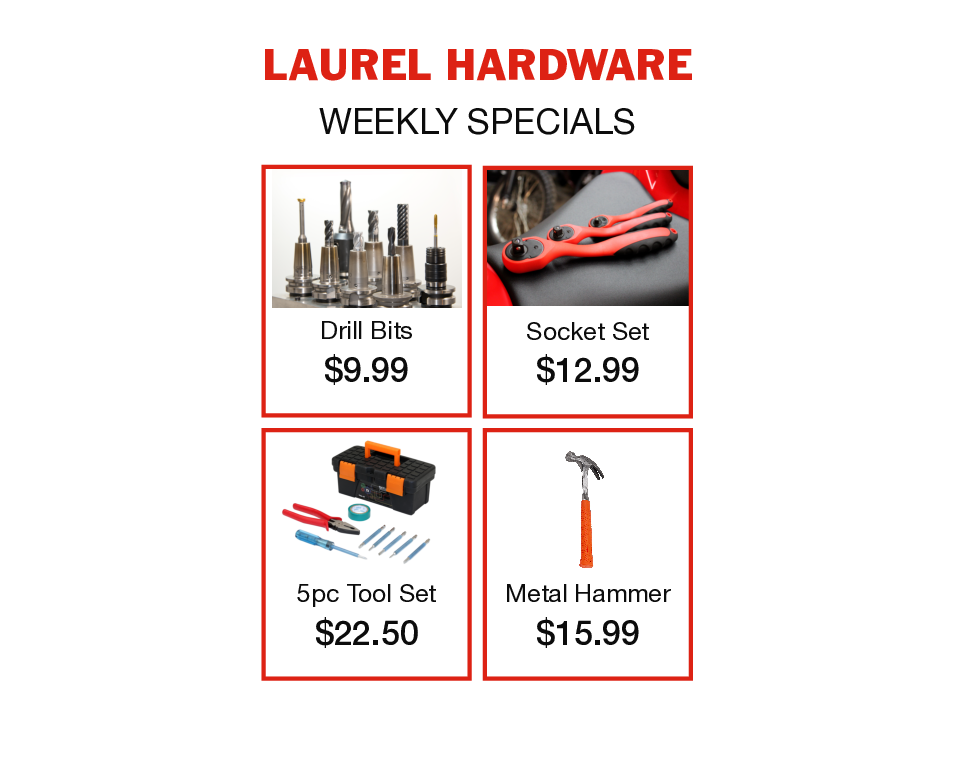 LAUREL HARDWARE
WEEKLY SPECIALS
Drill Bits
$9.99
Socket Set
$12.99
5pc Tool Set
$22.50
Metal Hammer
$15.99